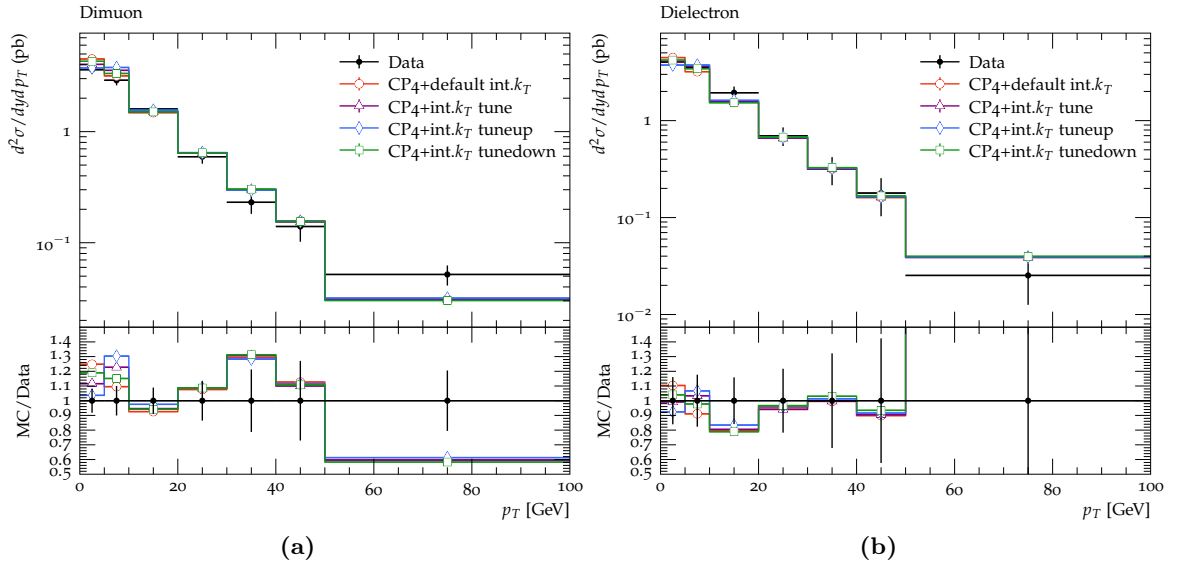 Dimuon
d²σ/dydp_T (pb)
1
10⁻¹
Data
CP4+default int.k_T
CP4+int.k_T tune
CP4+int.k_T tuneup
CP4+int.k_T tunedown
MC/Data
1.4
1.3
1.2
1.1
1
0.9
0.8
0.7
0.6
0.5
0 20 40 60 80 100
p_T [GeV]
(a)
Dielectron
d²σ/dydp_T (pb)
1
10⁻¹
10⁻²
Data
CP4+default int.k_T
CP4+int.k_T tune
CP4+int.k_T tuneup
CP4+int.k_T tunedown
MC/Data
1.4
1.3
1.2
1.1
1
0.9
0.8
0.7
0.6
0.5
0 20 40 60 80 100
p_T [GeV]
(b)